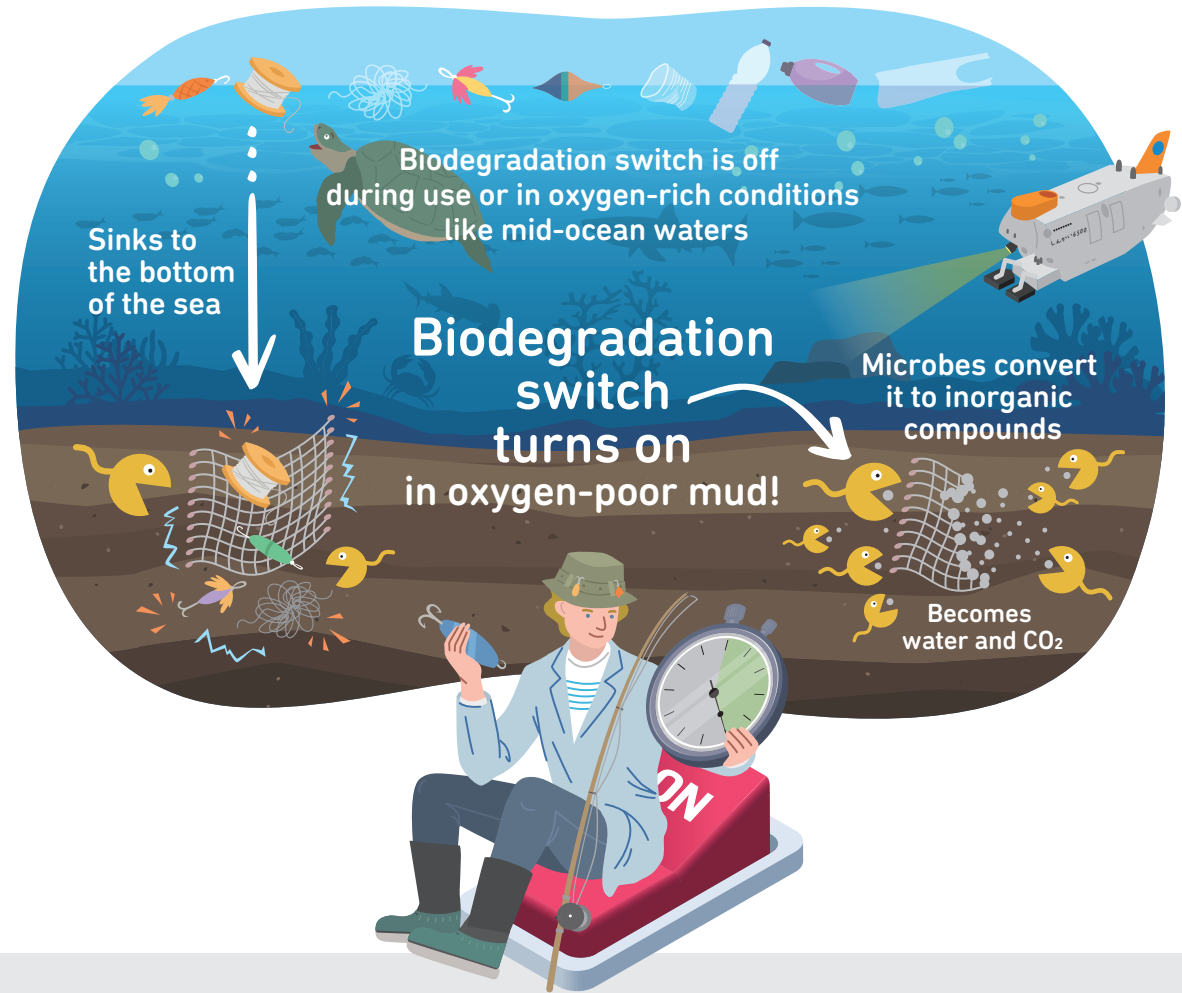 Biodegradation switch is off
during use or in oxygen-rich conditions
like mid-ocean waters
Sinks to
the bottom
of the sea
Biodegradation
switch
turns on
in oxygen-poor mud!
Microbes convert
it to inorganic
compounds
Becomes
water and CO₂
ON